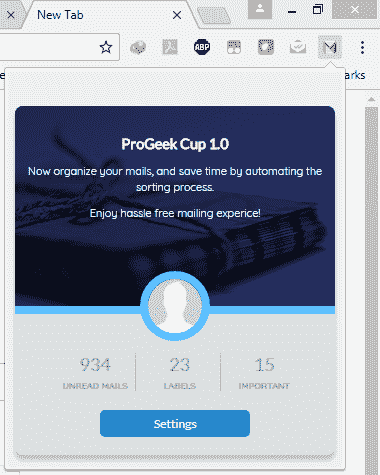 New Tab
ABP
arks
ProGeek Cup 1.0
Now organize your mails, and save time by automating the
sorting process.
Enjoy hassle free mailing experice!
934
23
15
UNREAD MAILS
LABELS
IMPORTANT
Settings